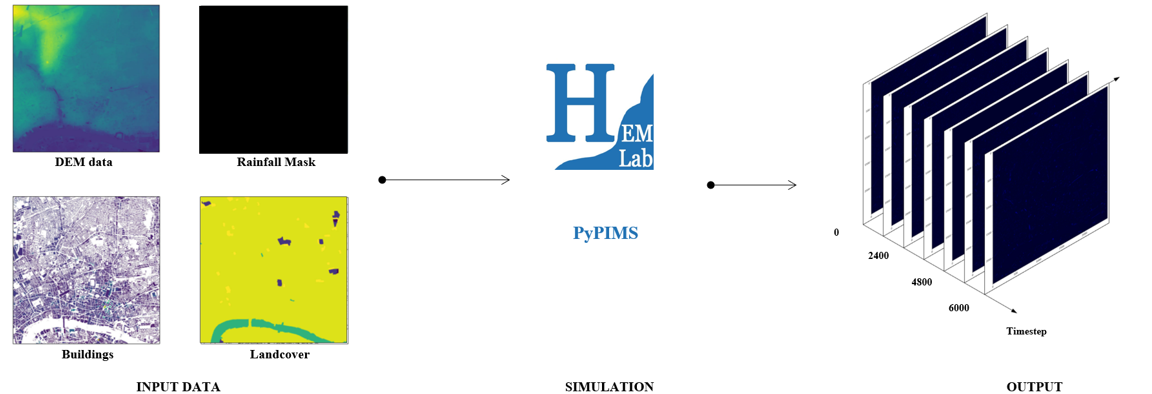 DEM data
Rainfall Mask
Buildings
Landcover
INPUT DATA
H
EM
Lab
PyPIMS
SIMULATION
0
2400
4800
6000
Timestep
OUTPUT